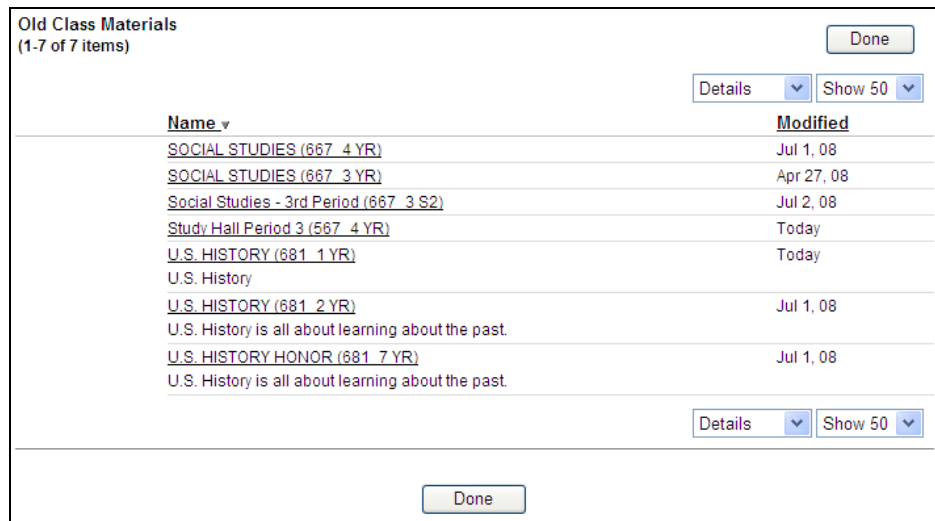 Old Class Materials
(1-7 of 7 items)
Done
Details Show 50
Name Modified
SOCIAL STUDIES (667_4 YR) Jul 1, 08
SOCIAL STUDIES (667_3 YR) Apr 27, 08
Social Studies - 3rd Period (667_3 S2) Jul 2, 08
Study Hall Period 3 (567_4 YR) Today
U.S. HISTORY (681_1 YR) Today
U.S. History
U.S. HISTORY (681_2 YR) Jul 1, 08
U.S. History is all about learning about the past.
U.S. HISTORY HONOR (681_7 YR) Jul 1, 08
U.S. History is all about learning about the past.
Details Show 50
Done